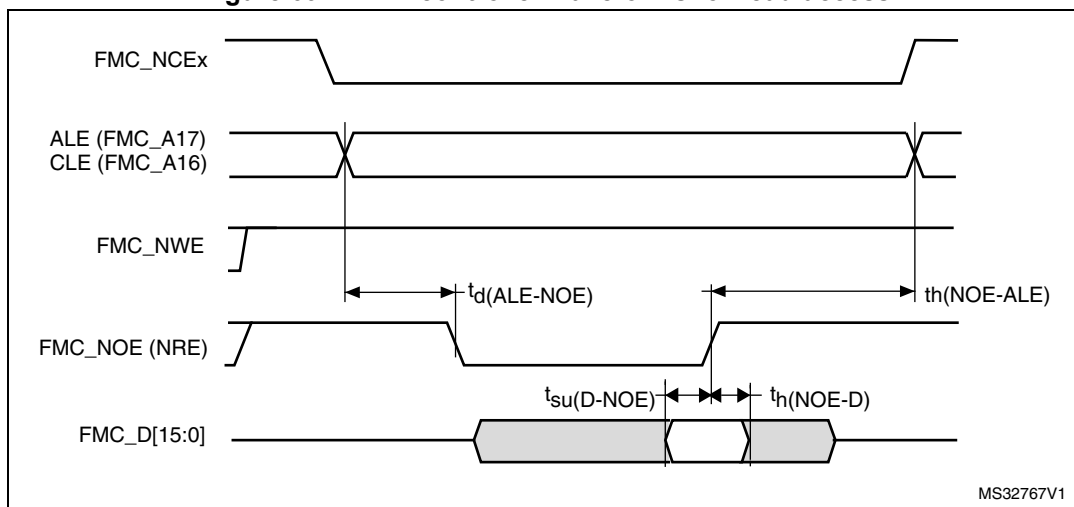 FMC_NCEx
ALE (FMC_A17)
CLE (FMC_A16)
FMC_NWE
td(ALE-NOE)
th(NOE-ALE)
FMC_NOE (NRE)
tsu(D-NOE)
th(NOE-D)
FMC_D[15:0]
MS32767V1